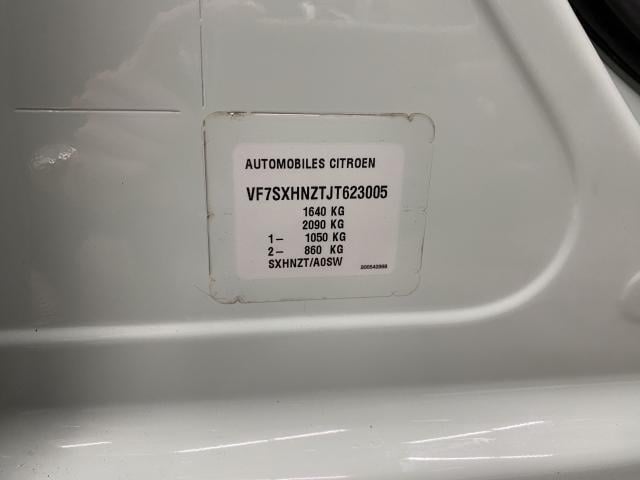 AUTOMOBILES CITROEN
VF7SXHNZTJT623005
1640 KG
2090 KG
1- 1050 KG
2- 860 KG
SXHNZT/A0SW